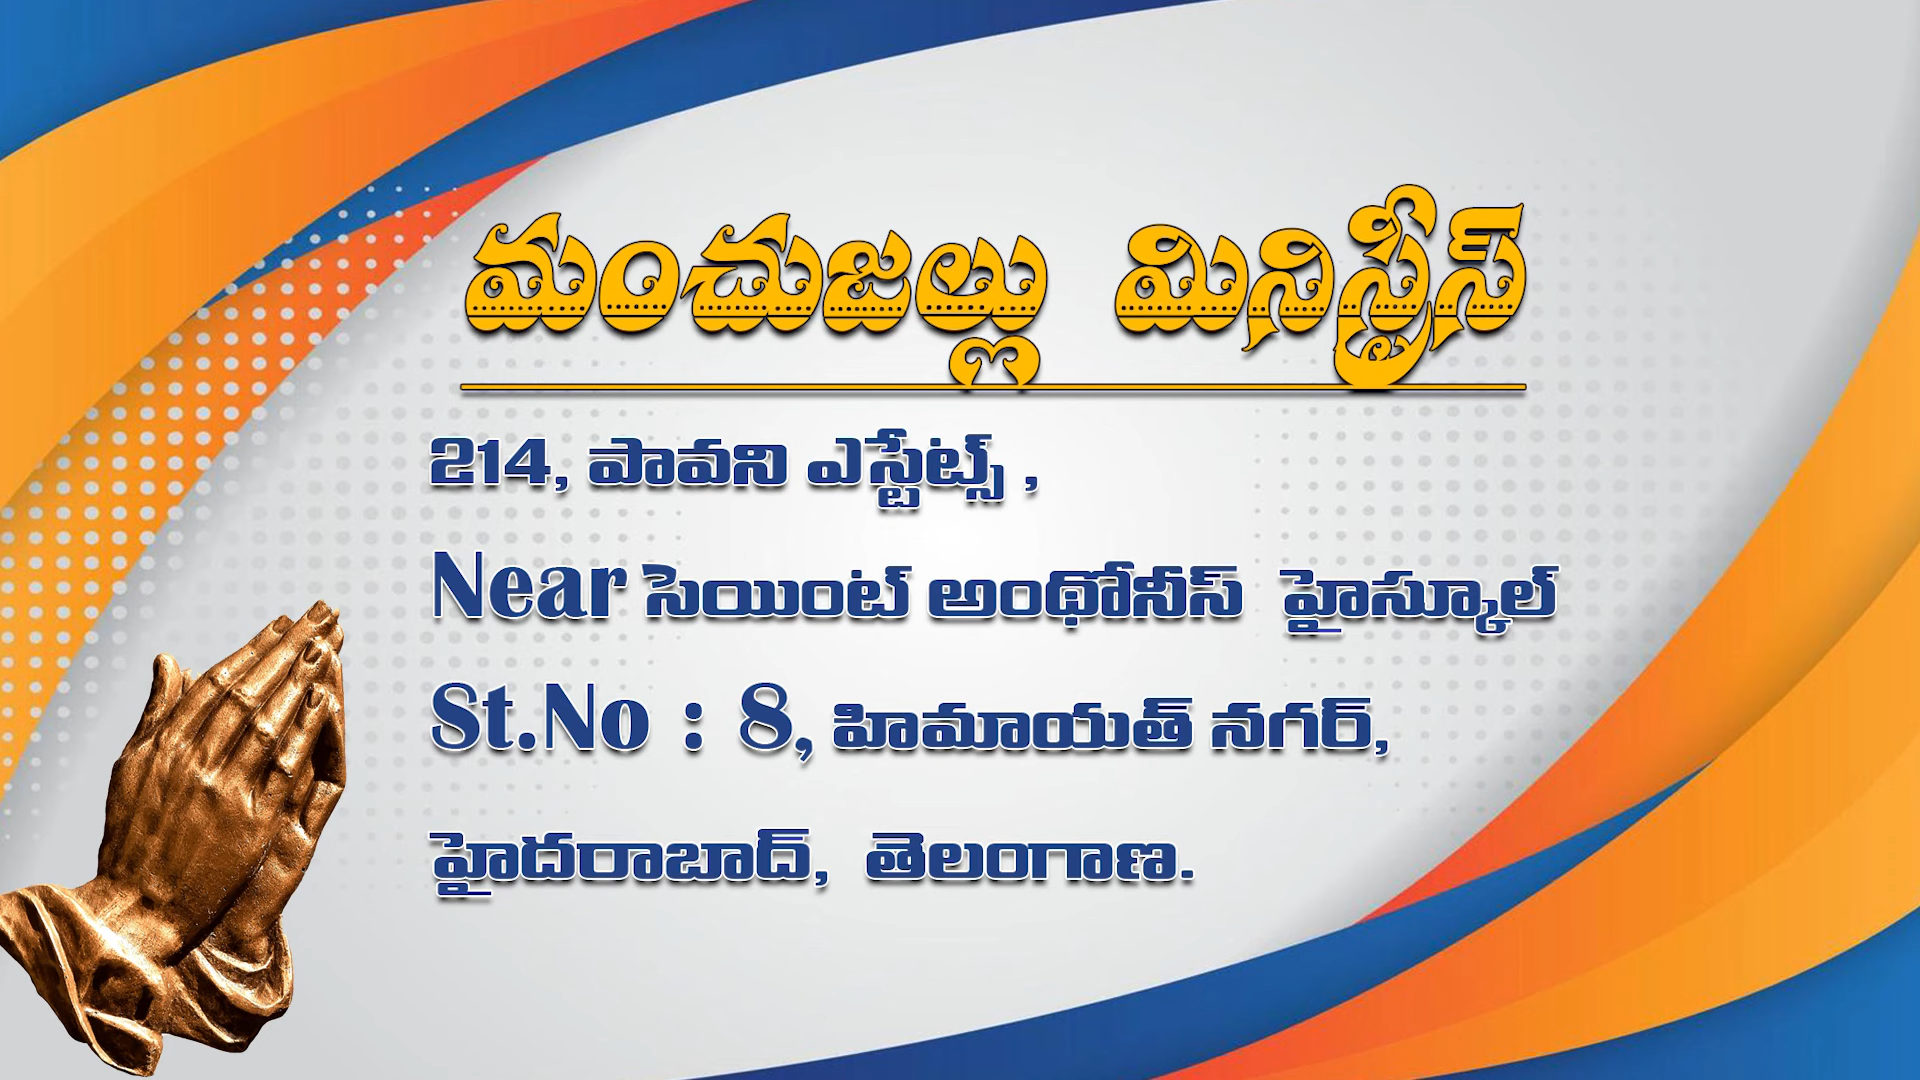 మంచుజల్లు మినిస్ట్రీస్
214, పావని ఎస్టేట్స్ ,
Near సెయింట్ అంథోనీస్ హైస్కూల్
St.No : 8, హిమాయత్ నగర్,
హైదరాబాద్, తెలంగాణ.